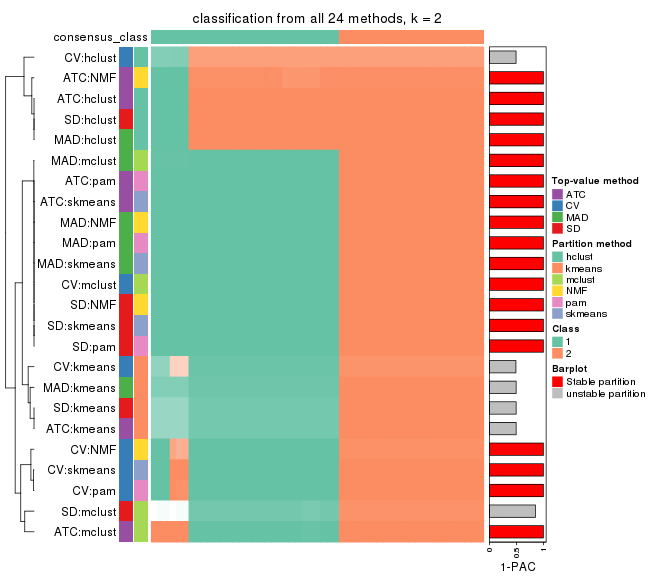 classification from all 24 methods, k = 2
consensus_class
CV:hclust
ATC:NMF
ATC:hclust
SD:hclust
MAD:hclust
MAD:mclust
ATC:pam
ATC:skmeans
MAD:NMF
MAD:pam
MAD:skmeans
CV:mclust
SD:NMF
SD:skmeans
SD:pam
CV:kmeans
MAD:kmeans
SD:kmeans
ATC:kmeans
CV:NMF
CV:skmeans
CV:pam
SD:mclust
ATC:mclust
0
0.5
1
1-PAC
Top-value method
ATC
CV
MAD
SD
Partition method
hclust
kmeans
mclust
NMF
pam
skmeans
Class
1
2
Barplot
Stable partition
unstable partition